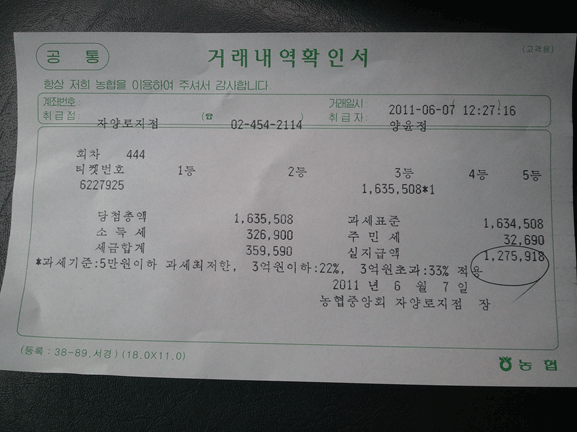 공 통
거래내역확인서
(고객용)
항상 저희 농협을 이용하여 주셔서 감사합니다
계좌번호 : 거래일시 : 2011-06-07 12:27:16
취 급 점 : 자양로지점 (☎ 02-454-2114 ) 취 급 자 : 양윤정
회차 444
티켓번호 1등 2등 3등 4등 5등
6227925 1,635,508*1
당첨총액 1,635,508 과세표준 1,634,508
소 득 세 326,900 주 민 세 32,690
세금합계 359,590 실지급액 1,275,918
*과세기준:5만원이하 과세최저한, 3억원이하:22%, 3억원초과:33% 적용
2011 년 6 월 7 일
농협중앙회 자양로지점 장
(등록 : 38-89.서경) (18.0X11.0)
농협